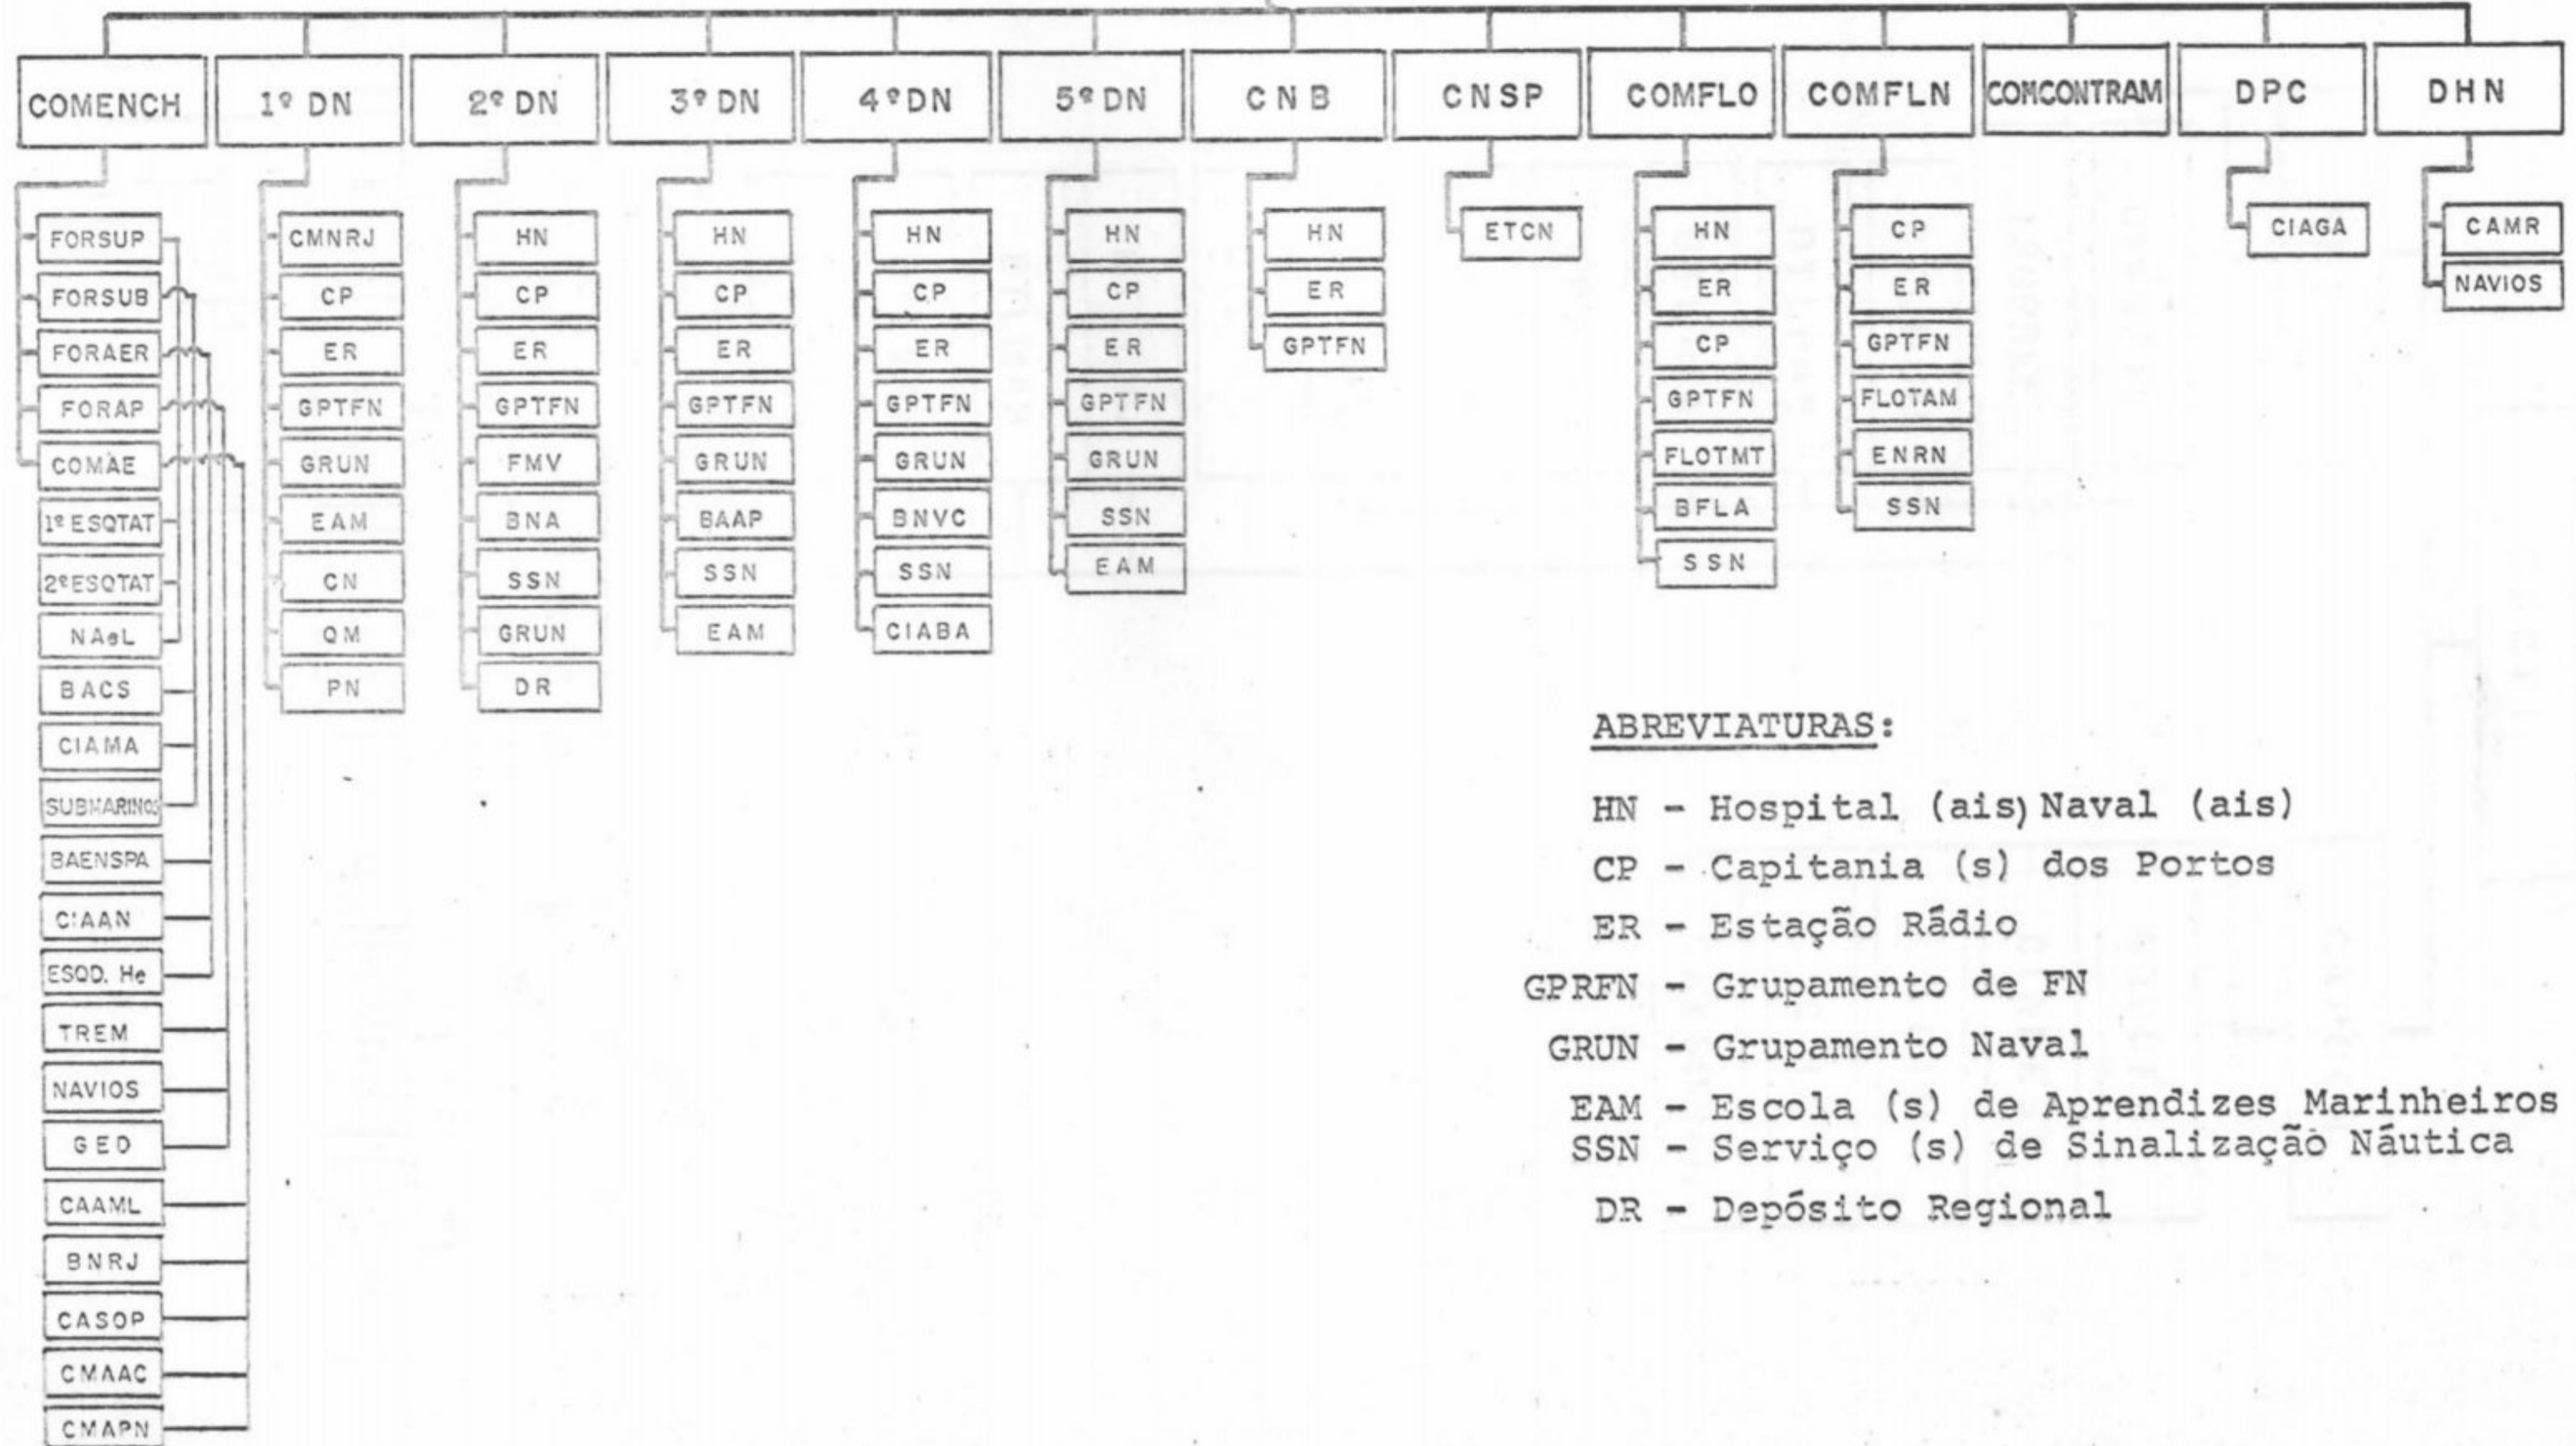 COMENCH
1º DN
2º DN
3º DN
4º DN
5º DN
CNB
CNSP
COMFLO
COMFLN
COMCONTRAM
DPC
DHN
FORSUP
FORSUB
FORAER
FORAP
COMAE
1º ESQTAT
2º ESQTAT
NAeL
BACS
CIAMA
SUBMARINOS
BAENSPA
CIAAN
ESQD. He
TREM
NAVIOS
GED
CAAML
BNRJ
CASOP
CMAAC
CMAPN
CMNRJ
CP
ER
GPTFN
GRUN
EAM
CN
QM
PN
HN
CP
ER
GPTFN
FMV
BNA
SSN
GRUN
DR
HN
CP
ER
GPTFN
GRUN
BAAP
SSN
EAM
HN
CP
ER
GPTFN
GRUN
BNVC
SSN
CIABA
HN
CP
ER
GPTFN
GRUN
SSN
EAM
HN
ER
GPTFN
ETCN
HN
ER
CP
GPTFN
FLOTMT
BFLA
SSN
CP
ER
GPTFN
FLOTAM
ENRN
SSN
CIAGA
CAMR
NAVIOS
ABREVIATURAS:
HN - Hospital (ais) Naval (ais)
CP - Capitania (s) dos Portos
ER - Estação Rádio
GPRFN - Grupamento de FN
GRUN - Grupamento Naval
EAM - Escola (s) de Aprendizes Marinheiros
SSN - Serviço (s) de Sinalização Náutica
DR - Depósito Regional